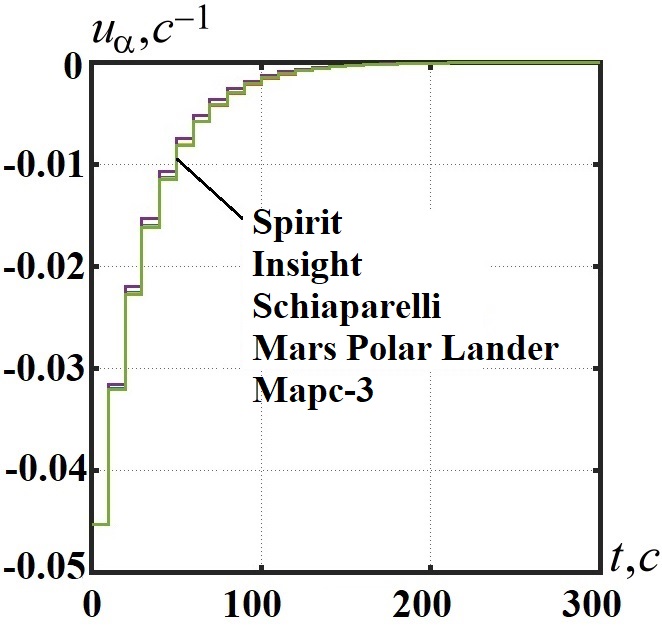 uα,c⁻¹
0
-0.01
Spirit
-0.02
Insight
Schiaparelli
Mars Polar Lander
-0.03
Марс-3
-0.04
-0.05
t,c
0 100 200 300